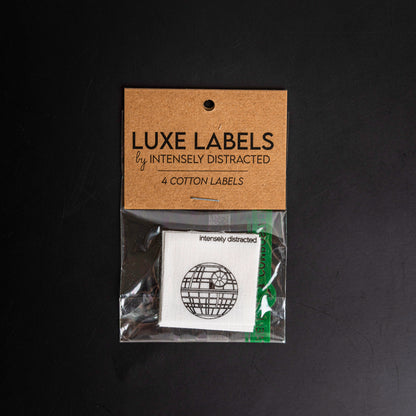 LUXE LABELS
by INTENSELY DISTRACTED
4 COTTON LABELS
intensely distracted